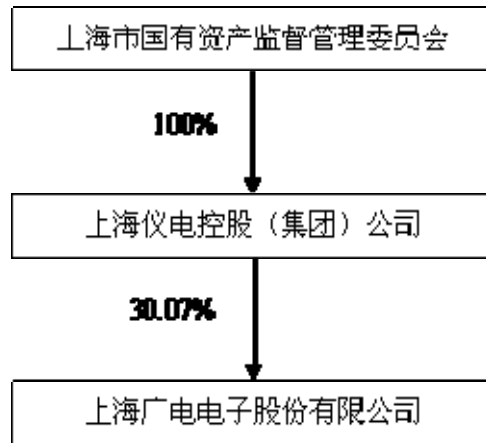 上海市国有资产监督管理委员会
100%
上海仪电控股（集团）公司
30.07%
上海广电电子股份有限公司